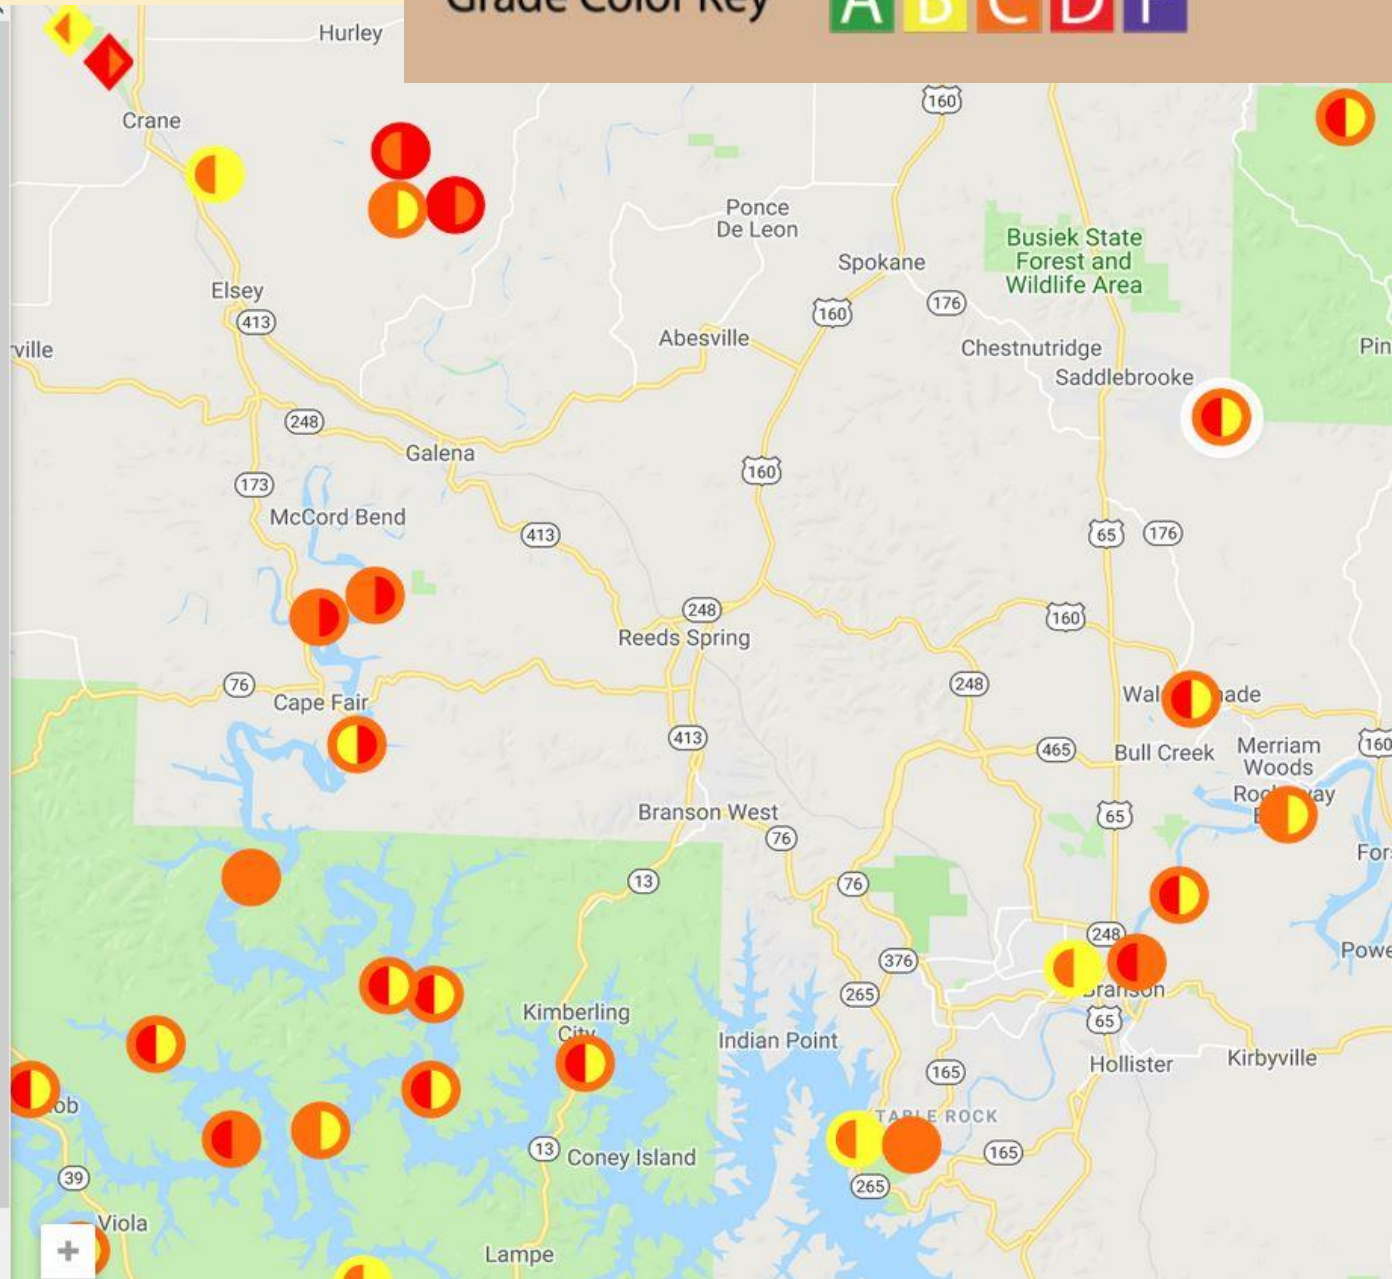 Grade Color Key A B C D F
Hurley
Crane
160
Ponce
De Leon
Busiek State
Forest and
Wildlife Area
Spokane
Elsey
176
160
413
Abesville
Chestnutridge
ville
Pin
Saddlebrooke
248
Galena
160
173
McCord Bend
413
65
176
248
160
Reeds Spring
76
248
Cape Fair
413
465
Bull Creek
Merriam
Woods
160
Branson West
65
76
13
76
For
248
376
Powe
265
Branson
Kimberling
City
65
Indian Point
Hollister
Kirbyville
165
TABLE ROCK
13
Coney Island
165
39
265
Viola
+
Lampe